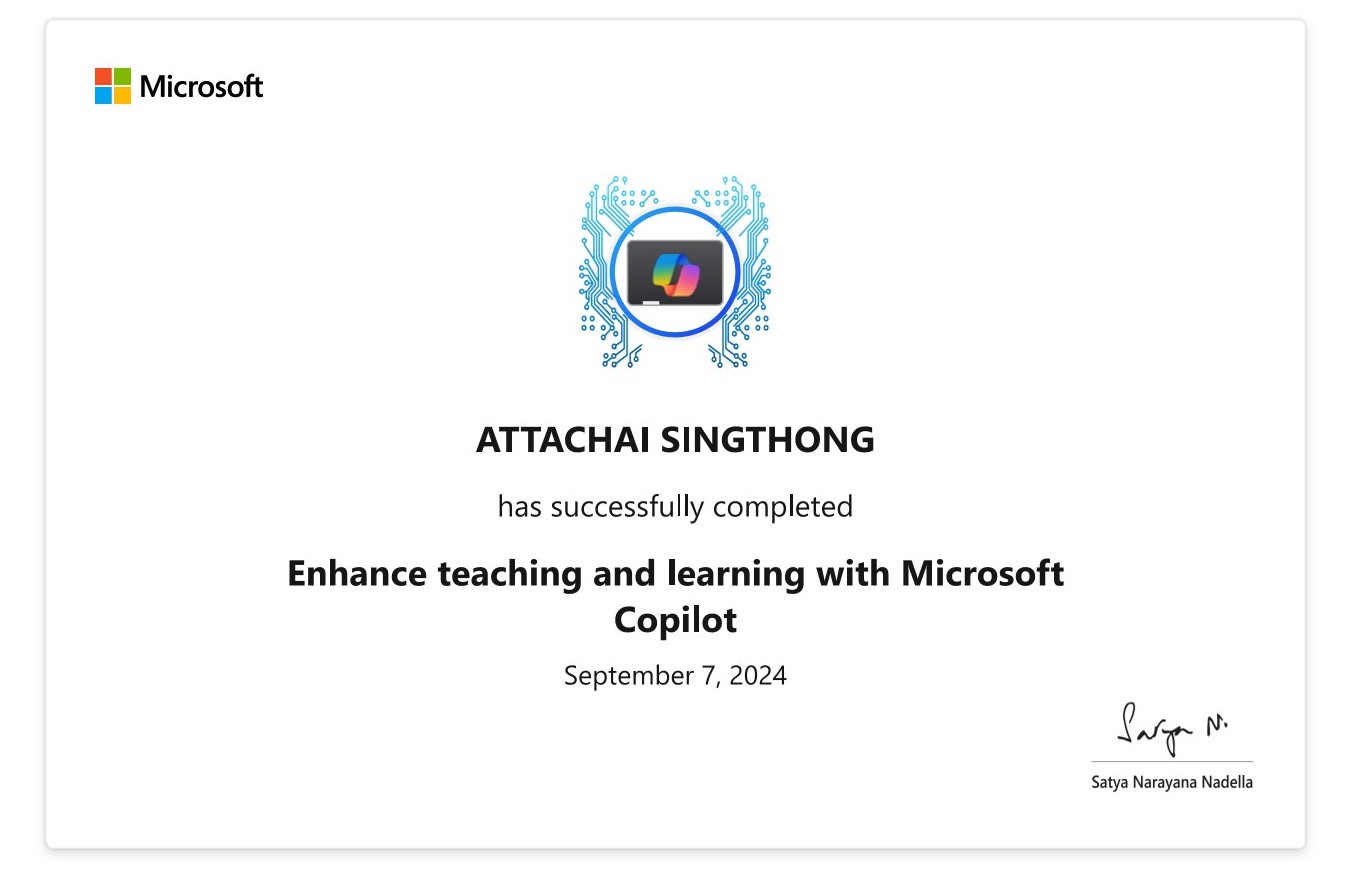 Microsoft
ATTACHAI SINGTHONG
has successfully completed
Enhance teaching and learning with Microsoft
Copilot
September 7, 2024
Satya N.
Satya Narayana Nadella